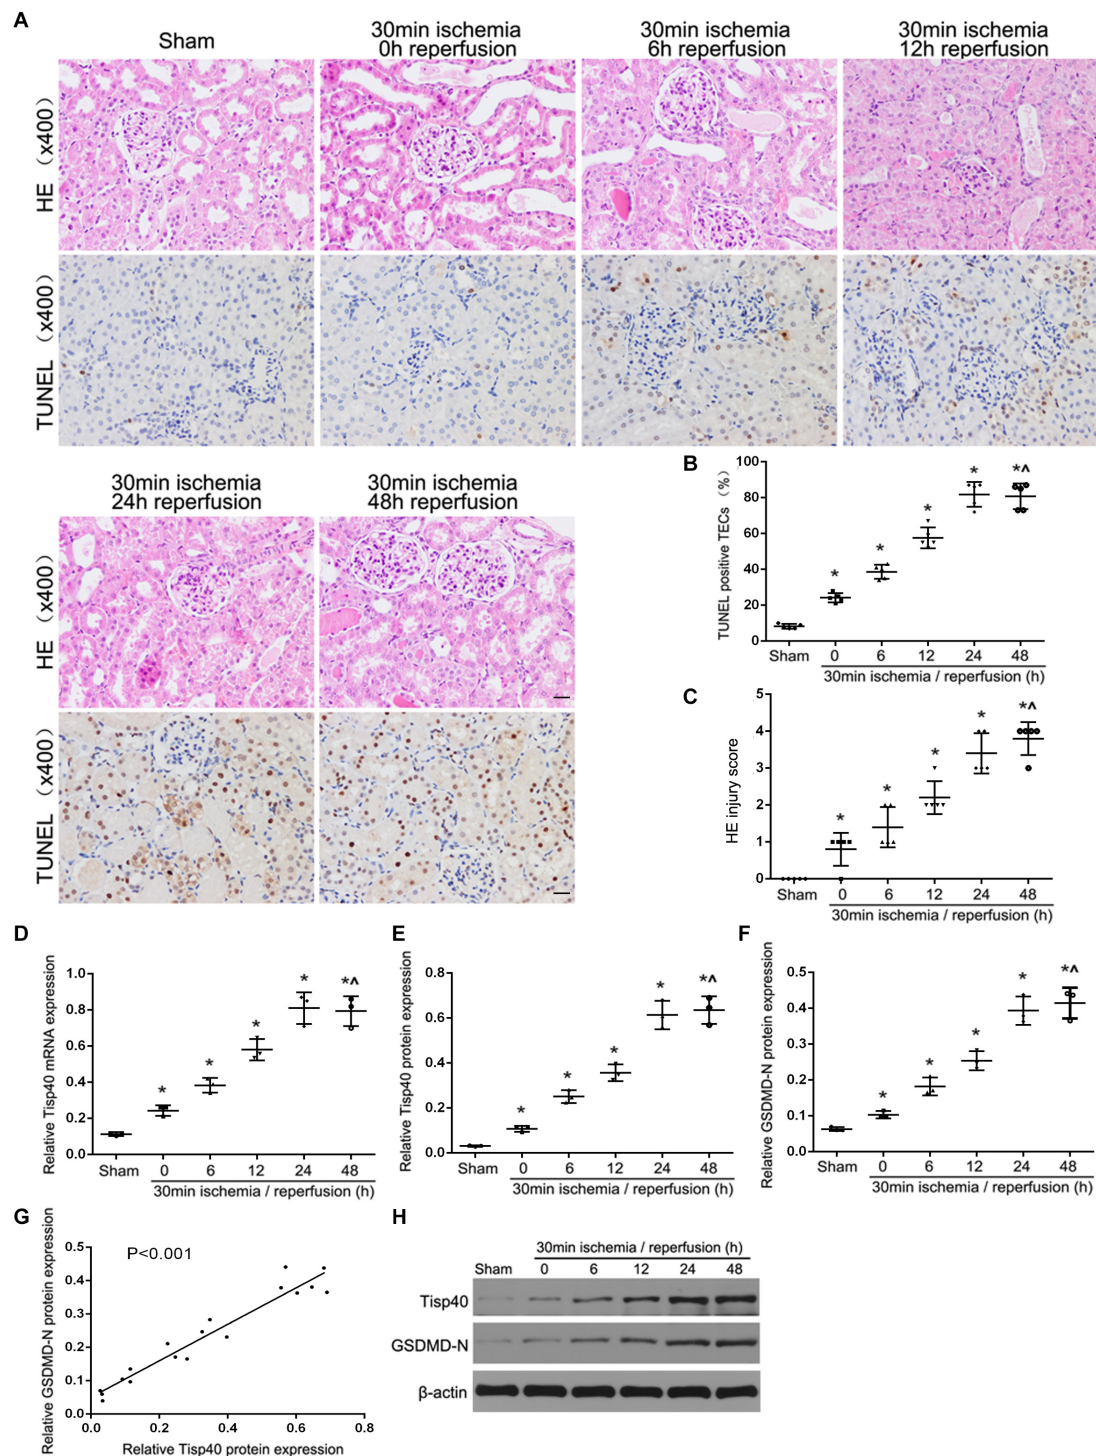 A
Sham
30min ischemia
0h reperfusion
30min ischemia
6h reperfusion
30min ischemia
12h reperfusion
HE (x400)
TUNEL (x400)
30min ischemia
24h reperfusion
30min ischemia
48h reperfusion
HE (x400)
TUNEL (x400)
B
TUNEL positive TECs (%)
100
80
60
40
20
0
* * * * * *^
Sham 0 6 12 24 48
30min ischemia / reperfusion (h)
C
HE injury score
5
4
3
2
1
0
* * * * * *^
Sham 0 6 12 24 48
30min ischemia / reperfusion (h)
D
Relative Tisp40 mRNA expression
1.0
0.8
0.6
0.4
0.2
0.0
* * * * * *^
Sham 0 6 12 24 48
30min ischemia / reperfusion (h)
E
Relative Tisp40 protein expression
0.8
0.6
0.4
0.2
0.0
* * * * * *^
Sham 0 6 12 24 48
30min ischemia / reperfusion (h)
F
Relative GSDMD-N protein expression
0.5
0.4
0.3
0.2
0.1
0.0
* * * * * *^
Sham 0 6 12 24 48
30min ischemia / reperfusion (h)
G
Relative GSDMD-N protein expression
P<0.001
0.5
0.4
0.3
0.2
0.1
0.0
0.0 0.2 0.4 0.6 0.8
Relative Tisp40 protein expression
H
30min ischemia / reperfusion (h)
Sham 0 6 12 24 48
Tisp40
GSDMD-N
β-actin